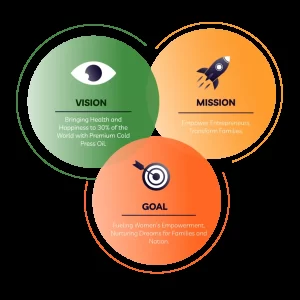 VISION
Bringing Health and
Happiness to 30% of the
World with Premium Cold
Press Oil.
MISSION
Empower Entrepreneurs,
Transform Families.
GOAL
Fueling Women's Empowerment,
Nurturing Dreams for Families and
Nation.